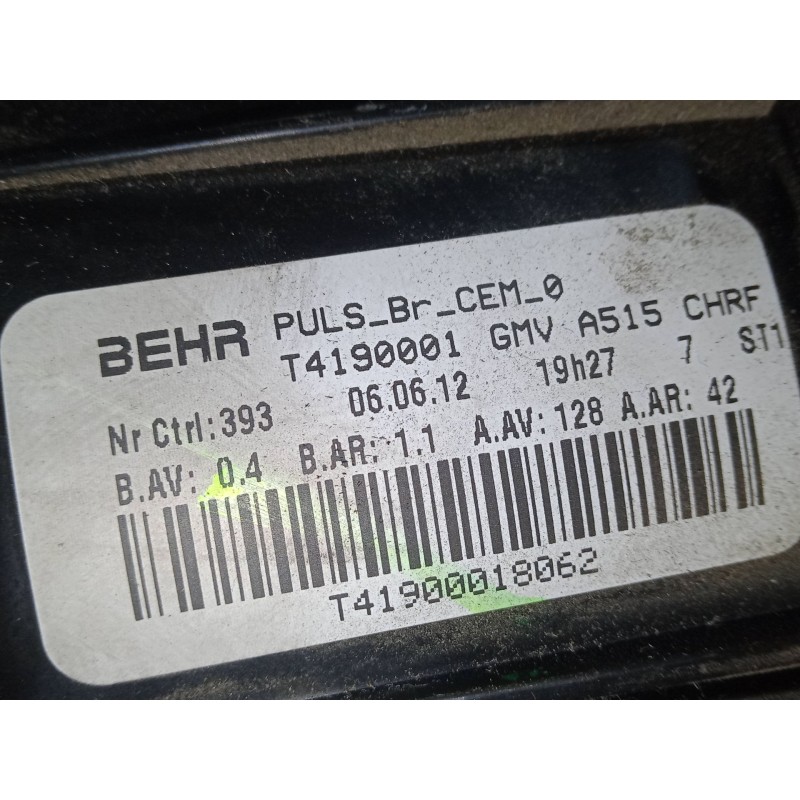 BEHR PULS_Br_CEM_0
T4190001 GMV A515 CHRF
Nr Ctrl:393 06.06.12 19h27 7 ST1
B.AV: 0.4 B.AR: 1.1 A.AV: 128 A.AR: 42
T41900018062